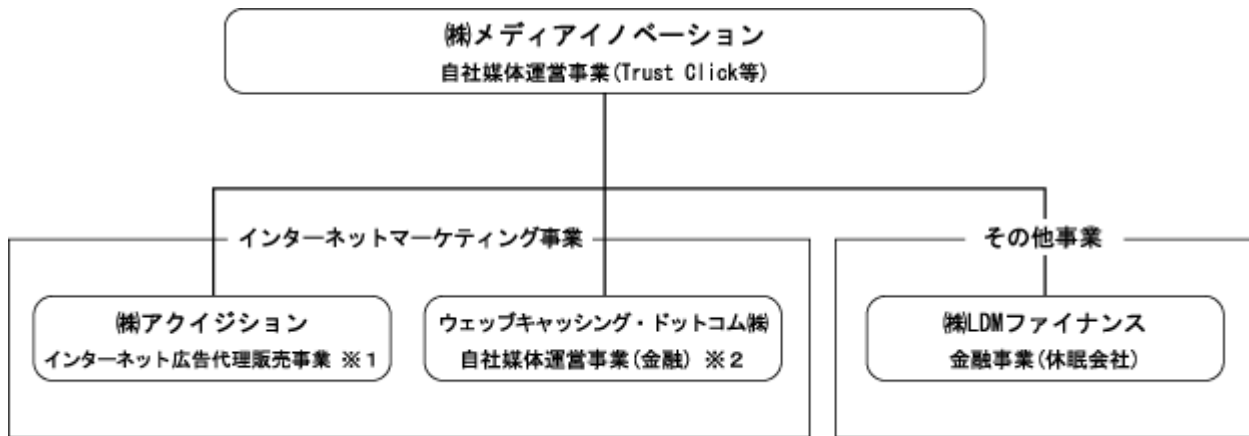 ㈱メディアイノベーション
自社媒体運営事業(Trust Click等)
インターネットマーケティング事業
その他事業
㈱アクイジション
インターネット広告代理販売事業 ※1
ウェッブキャッシング・ドットコム㈱
自社媒体運営事業(金融) ※2
㈱LDMファイナンス
金融事業(休眠会社)